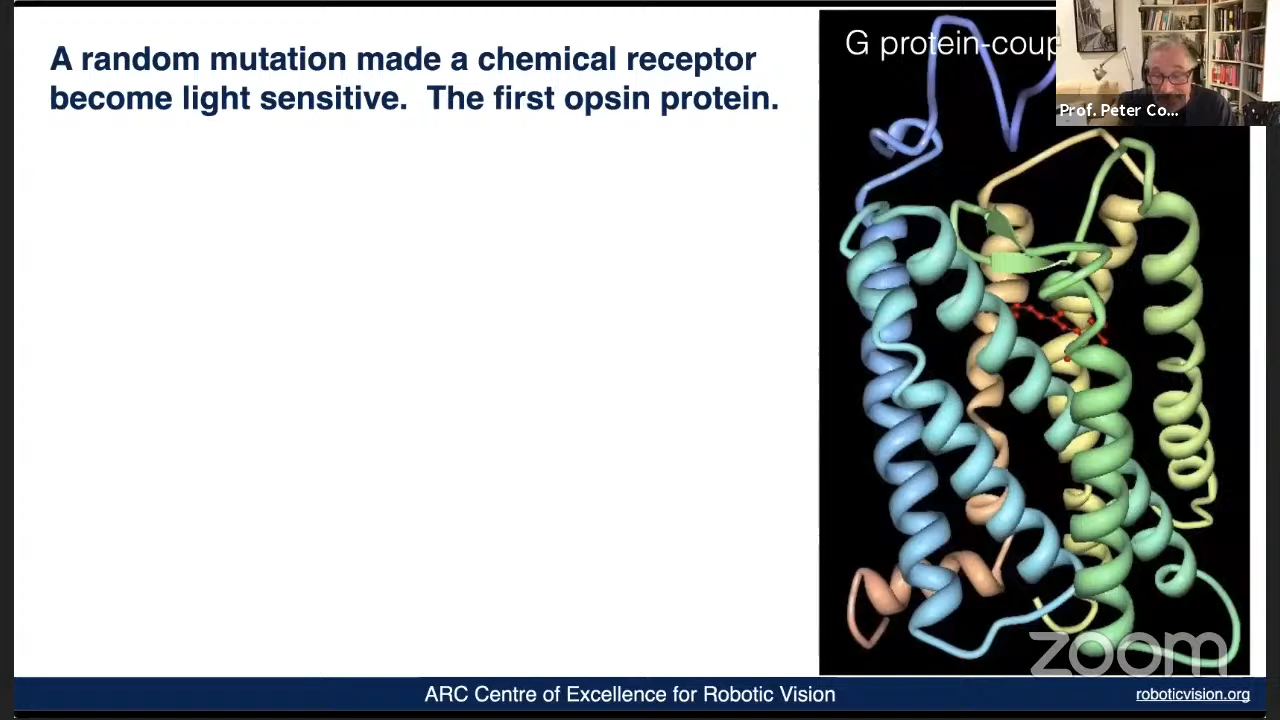 A random mutation made a chemical receptor
become light sensitive. The first opsin protein.
G protein-coup
Prof. Peter Co...
zoom
ARC Centre of Excellence for Robotic Vision
roboticvision.org